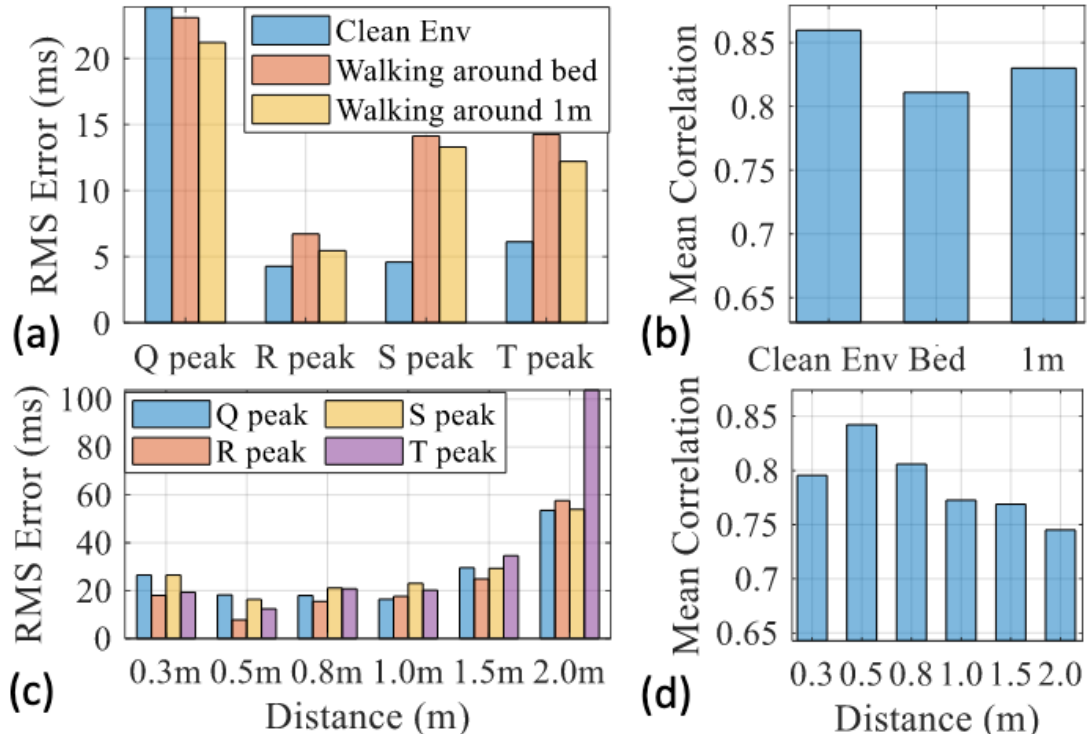 RMS Error (ms)
20
15
10
5
0
Clean Env
Walking around bed
Walking around 1m
Q peak R peak S peak T peak
(a)
Mean Correlation
0.85
0.8
0.75
0.7
0.65
Clean Env Bed 1m
(b)
RMS Error (ms)
100
80
60
40
20
0
Q peak S peak
R peak T peak
0.3m 0.5m 0.8m 1.0m 1.5m 2.0m
Distance (m)
(c)
Mean Correlation
0.85
0.8
0.75
0.7
0.65
0.3 0.5 0.8 1.0 1.5 2.0
Distance (m)
(d)